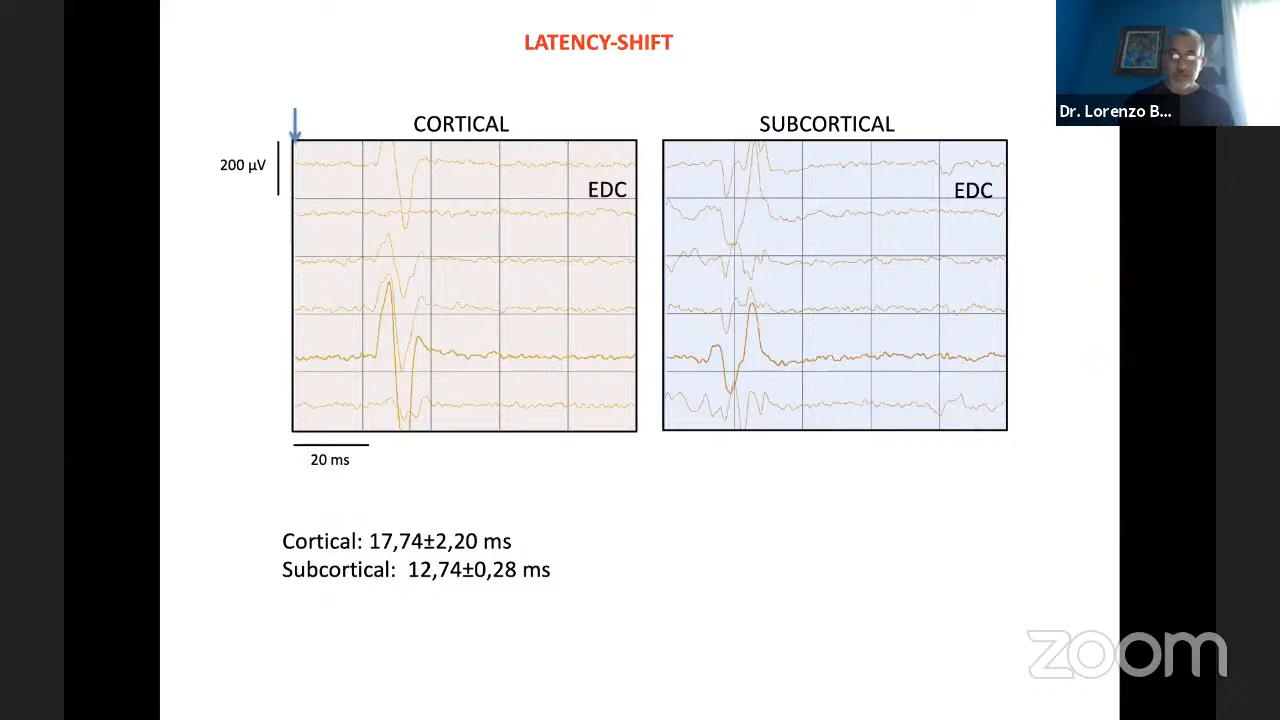 LATENCY-SHIFT
Dr. Lorenzo B...
CORTICAL
SUBCORTICAL
200 µV
EDC
EDC
20 ms
Cortical: 17,74±2,20 ms
Subcortical: 12,74±0,28 ms
zoom